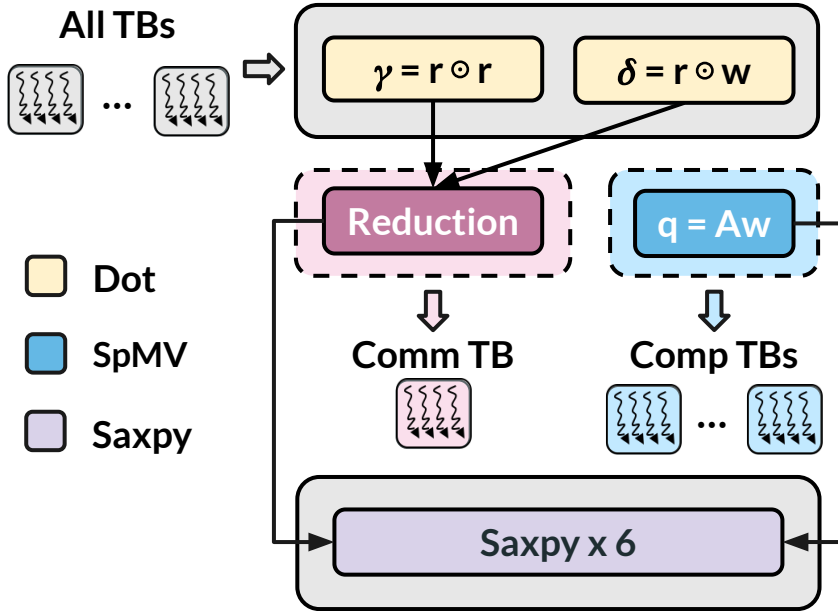 All TBs
...
γ = r ⊙ r
δ = r ⊙ w
Reduction
q = Aw
Dot
SpMV
Saxpy
Comm TB
Comp TBs
...
Saxpy x 6